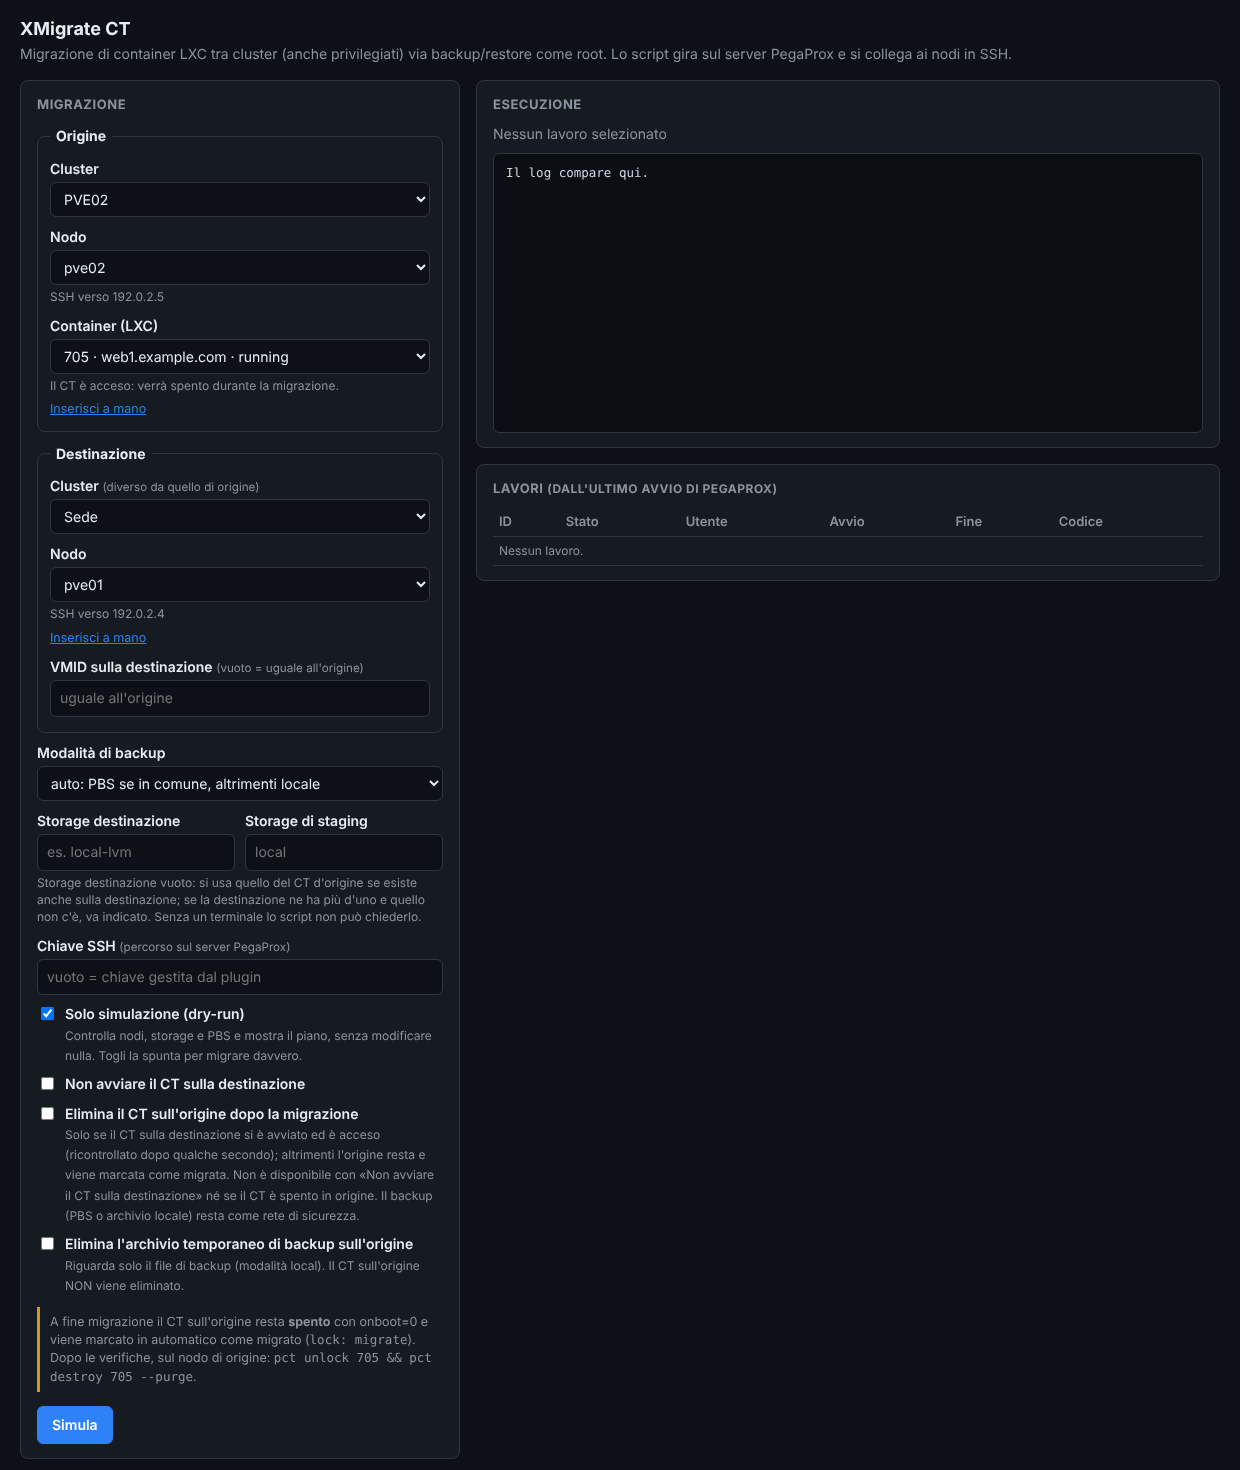 XMigrate CT
Migrazione di container LXC tra cluster (anche privilegiati) via backup/restore come root. Lo script gira sul server PegaProx e si collega ai nodi in SSH.
MIGRAZIONE
Origine
Cluster
PVE02
Nodo
pve02
SSH verso 192.0.2.5
Container (LXC)
705 · web1.example.com · running
Il CT è acceso: verrà spento durante la migrazione.
Inserisci a mano
Destinazione
Cluster (diverso da quello di origine)
Sede
Nodo
pve01
SSH verso 192.0.2.4
Inserisci a mano
VMID sulla destinazione (vuoto = uguale all'origine)
uguale all'origine
Modalità di backup
auto: PBS se in comune, altrimenti locale
Storage destinazione
es. local-lvm
Storage di staging
local
Storage destinazione vuoto: si usa quello del CT d'origine se esiste
anche sulla destinazione; se la destinazione ne ha più d'uno e quello
non c'è, va indicato. Senza un terminale lo script non può chiederlo.
Chiave SSH (percorso sul server PegaProx)
vuoto = chiave gestita dal plugin
Solo simulazione (dry-run)
Controlla nodi, storage e PBS e mostra il piano, senza modificare
nulla. Togli la spunta per migrare davvero.
Non avviare il CT sulla destinazione
Elimina il CT sull'origine dopo la migrazione
Solo se il CT sulla destinazione si è avviato ed è acceso
(ricontrollato dopo qualche secondo); altrimenti l'origine resta e
viene marcata come migrata. Non è disponibile con «Non avviare
il CT sulla destinazione» né se il CT è spento in origine. Il backup
(PBS o archivio locale) resta come rete di sicurezza.
Elimina l'archivio temporaneo di backup sull'origine
Riguarda solo il file di backup (modalità local). Il CT sull'origine
NON viene eliminato.
A fine migrazione il CT sull'origine resta spento con onboot=0 e
viene marcato in automatico come migrato (lock: migrate).
Dopo le verifiche, sul nodo di origine: pct unlock 705 && pct
destroy 705 --purge.
Simula
ESECUZIONE
Nessun lavoro selezionato
Il log compare qui.
LAVORI (DALL'ULTIMO AVVIO DI PEGAPROX)
ID Stato Utente Avvio Fine Codice
Nessun lavoro.